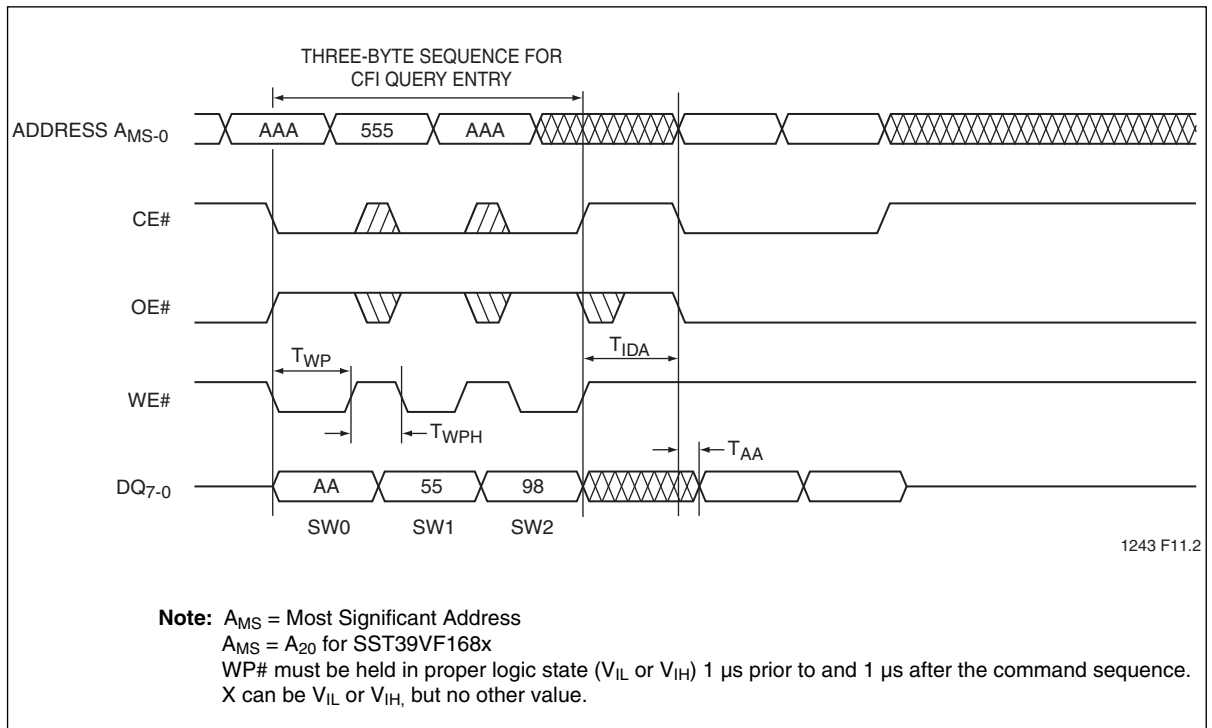 THREE-BYTE SEQUENCE FOR
CFI QUERY ENTRY
ADDRESS AMS-0
AAA
555
AAA
CE#
OE#
TWP
TIDA
WE#
TWPH
TAA
DQ7-0
AA
55
98
SW0
SW1
SW2
1243 F11.2
Note: AMS = Most Significant Address
AMS = A20 for SST39VF168x
WP# must be held in proper logic state (VIL or VIH) 1 µs prior to and 1 µs after the command sequence.
X can be VIL or VIH, but no other value.